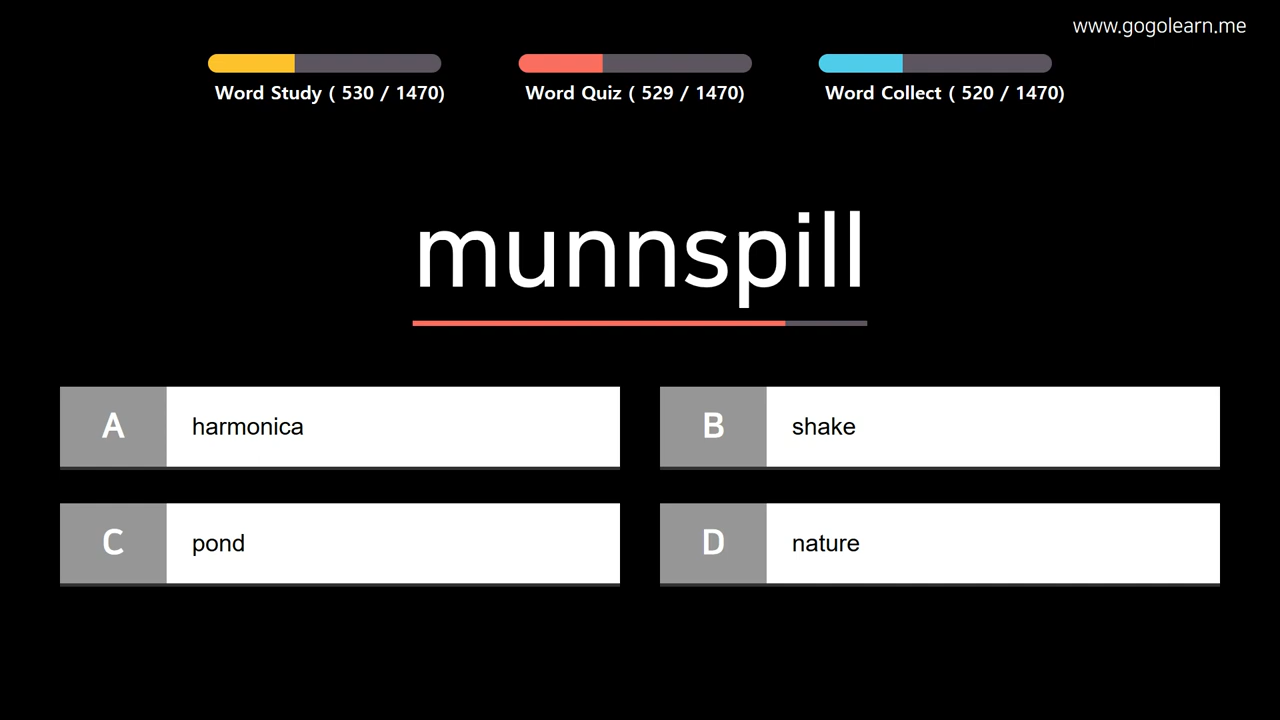 www.gogolearn.me
Word Study ( 530 / 1470)
Word Quiz ( 529 / 1470)
Word Collect ( 520 / 1470)
munnspill
A harmonica
B shake
C pond
D nature